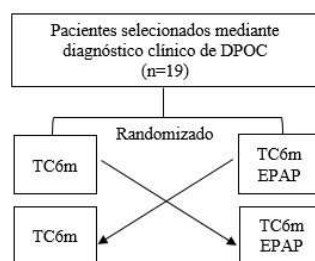 Pacientes selecionados mediante
diagnóstico clínico de DPOC
(n=19)
Randomizado
TC6m
TC6m
EPAP
TC6m
TC6m
EPAP